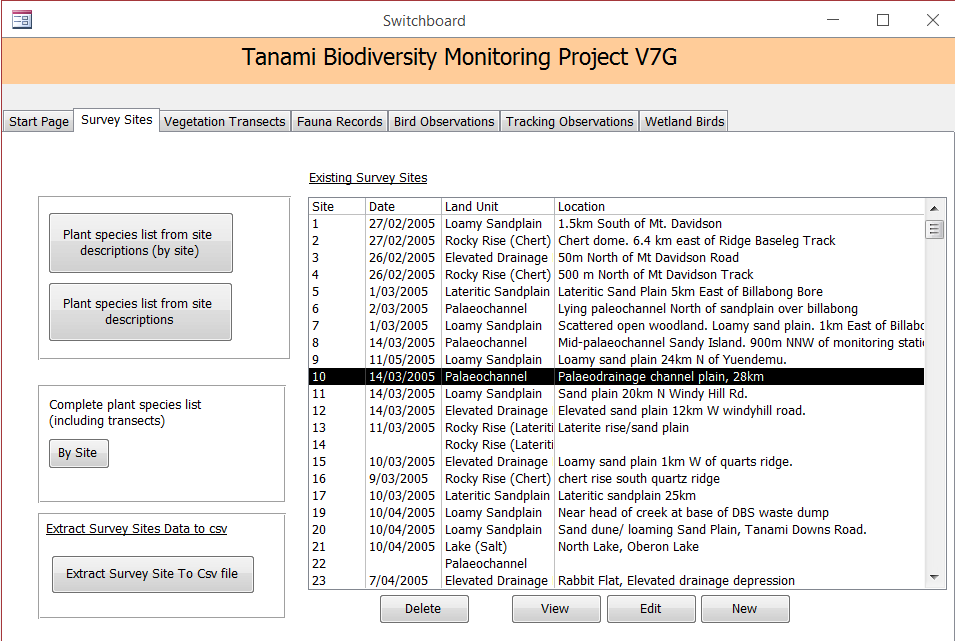 Switchboard
Tanami Biodiversity Monitoring Project V7G
Start Page Survey Sites Vegetation Transects Fauna Records Bird Observations Tracking Observations Wetland Birds
Plant species list from site
descriptions (by site)
Plant species list from site
descriptions
Complete plant species list
(including transects)
By Site
Extract Survey Sites Data to csv
Extract Survey Site To Csv file
Existing Survey Sites
Site Date Land Unit Location
1 27/02/2005 Loamy Sandplain 1.5km South of Mt. Davidson
2 27/02/2005 Rocky Rise (Chert) Chert dome. 6.4 km east of Ridge Baseleg Track
3 26/02/2005 Elevated Drainage 50m North of Mt Davidson Road
4 26/02/2005 Rocky Rise (Chert) 500 m North of Mt Davidson Track
5 1/03/2005 Lateritic Sandplain Lateritic Sand Plain 5km East of Billabong Bore
6 2/03/2005 Palaeochannel Lying paleochannel North of sandplain over billabong
7 1/03/2005 Loamy Sandplain Scattered open woodland. Loamy sand plain. 1km East of Billabc
8 14/03/2005 Palaeochannel Mid-palaeochannel Sandy Island. 900m NNW of monitoring stati
9 11/05/2005 Loamy Sandplain Loamy sand plain 24km N of Yuendemu.
10 14/03/2005 Palaeochannel Palaeodrainage channel plain, 28km
11 14/03/2005 Loamy Sandplain Sand plain 20km N Windy Hill Rd.
12 14/03/2005 Elevated Drainage Elevated sand plain 12km W windyhill road.
13 11/03/2005 Rocky Rise (Lateriti Laterite rise/sand plain
14 Rocky Rise (Lateriti
15 10/03/2005 Elevated Drainage Loamy sand plain 1km W of quarts ridge.
16 9/03/2005 Rocky Rise (Chert) chert rise south quartz ridge
17 10/03/2005 Lateritic Sandplain Lateritic sandplain 25km
19 10/04/2005 Loamy Sandplain Near head of creek at base of DBS waste dump
20 10/04/2005 Loamy Sandplain Sand dune/ loaming Sand Plain, Tanami Downs Road.
21 10/04/2005 Lake (Salt) North Lake, Oberon Lake
22 Palaeochannel
23 7/04/2005 Elevated Drainage Rabbit Flat, Elevated drainage depression
Delete View Edit New